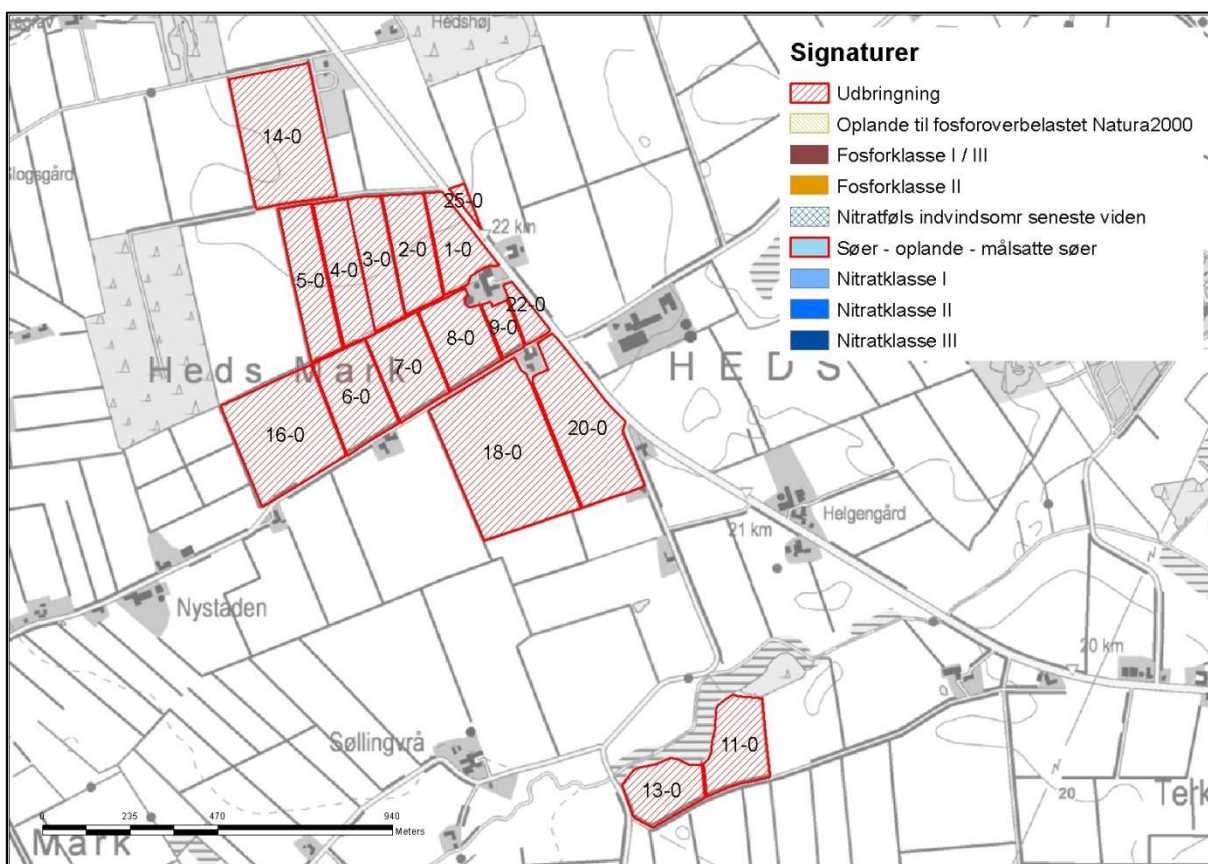 Hedshøj
Signaturer
Udbringning
Oplande til fosforoverbelastet Natura2000
Fosforklasse I / III
Fosforklasse II
Nitratføls indvindsomr seneste viden
Søer - oplande - målsatte søer
Nitratklasse I
Nitratklasse II
Nitratklasse III
14-0
Slogsgård
25-0
22 km
5-0
4-0
3-0
2-0
1-0
22-0
9-0
8-0
7-0
6-0
16-0
Heds Mark
HEDS
18-0
20-0
Helgengård
21 km
Nystaden
20 km
Søllingvrå
11-0
13-0
20
Terk
0 235 470 940
Meters
Mark